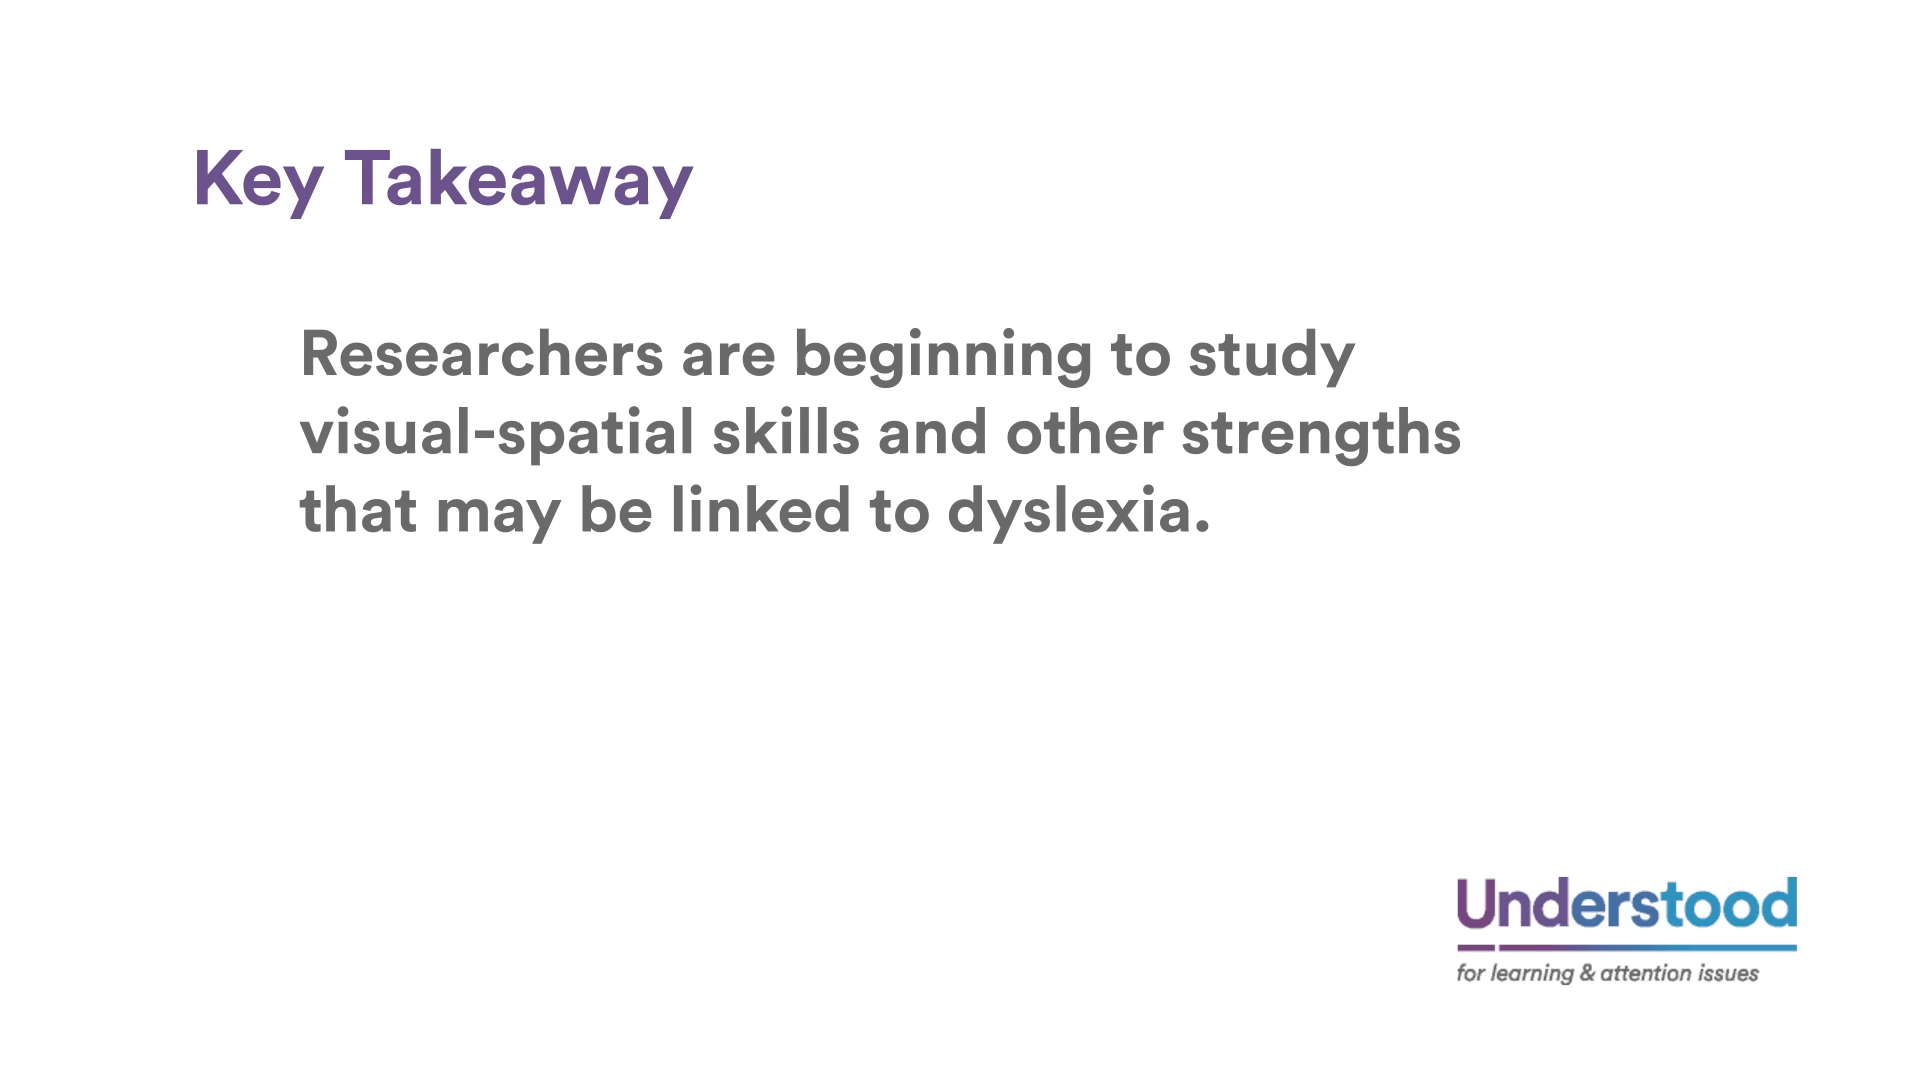 Key Takeaway
Researchers are beginning to study
visual-spatial skills and other strengths
that may be linked to dyslexia.
Understood
for learning & attention issues